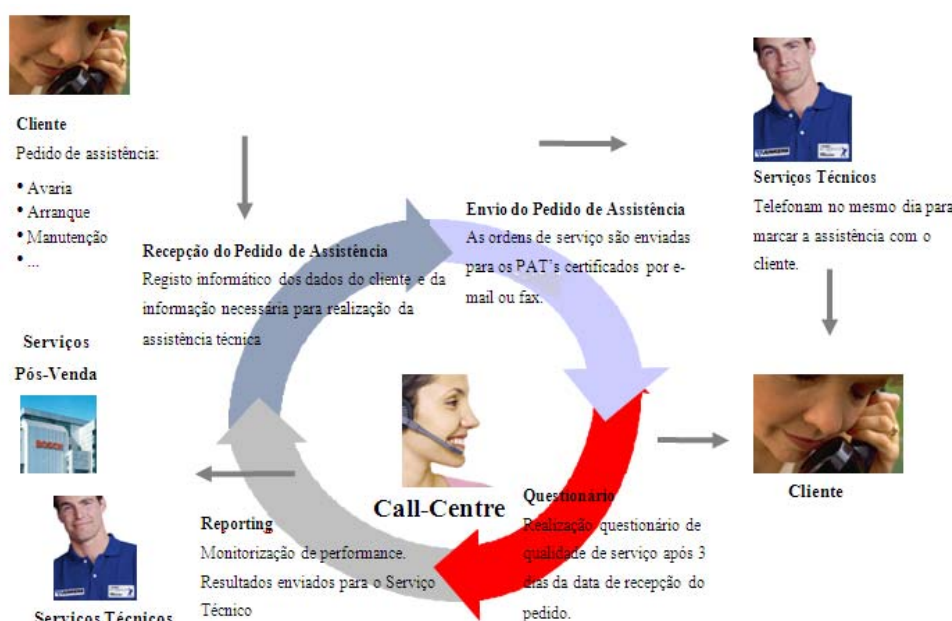 Cliente
Pedido de assistência:
• Avaria
• Arranque
• Manutenção
• ...
Recepção do Pedido de Assistência
Registo informático dos dados do cliente e da
informação necessária para realização da
assistência técnica
Envio do Pedido de Assistência
As ordens de serviço são enviadas
para os PAT's certificados por e-
mail ou fax.
Serviços Técnicos
Telefonam no mesmo dia para
marcar a assistência com o
cliente.
Serviços
Pós-Venda
BOSCH
Call-Centre
Cliente
Questionário
Realização questionário de
qualidade de serviço após 3
dias da data de recepção do
pedido.
Reporting
Monitorização de performance.
Resultados enviados para o Serviço
Técnico
Serviços Técnicos